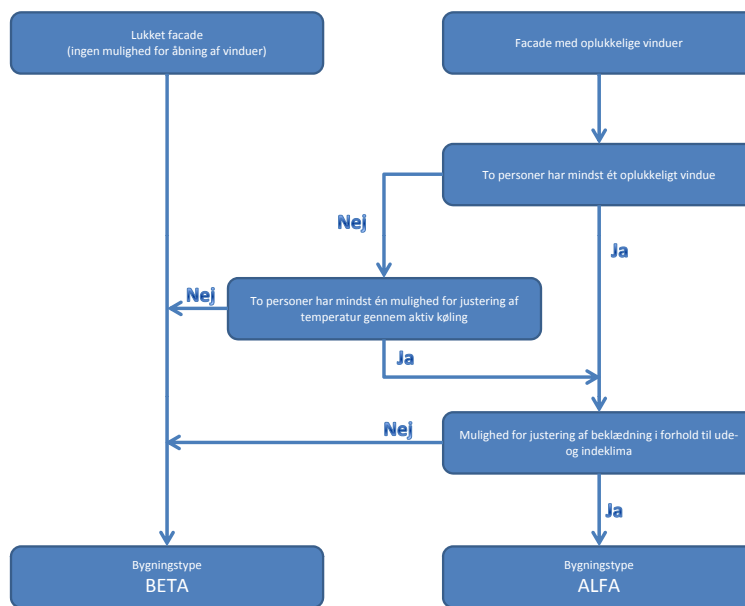 Lukket facade
(ingen mulighed for åbning af vinduer)
Facade med oplukkelige vinduer
To personer har mindst ét oplukkeligt vindue
Nej
Ja
Nej
To personer har mindst én mulighed for justering af
temperatur gennem aktiv køling
Ja
Nej
Mulighed for justering af beklædning i forhold til ude-
og indeklima
Ja
Bygningstype
BETA
Bygningstype
ALFA